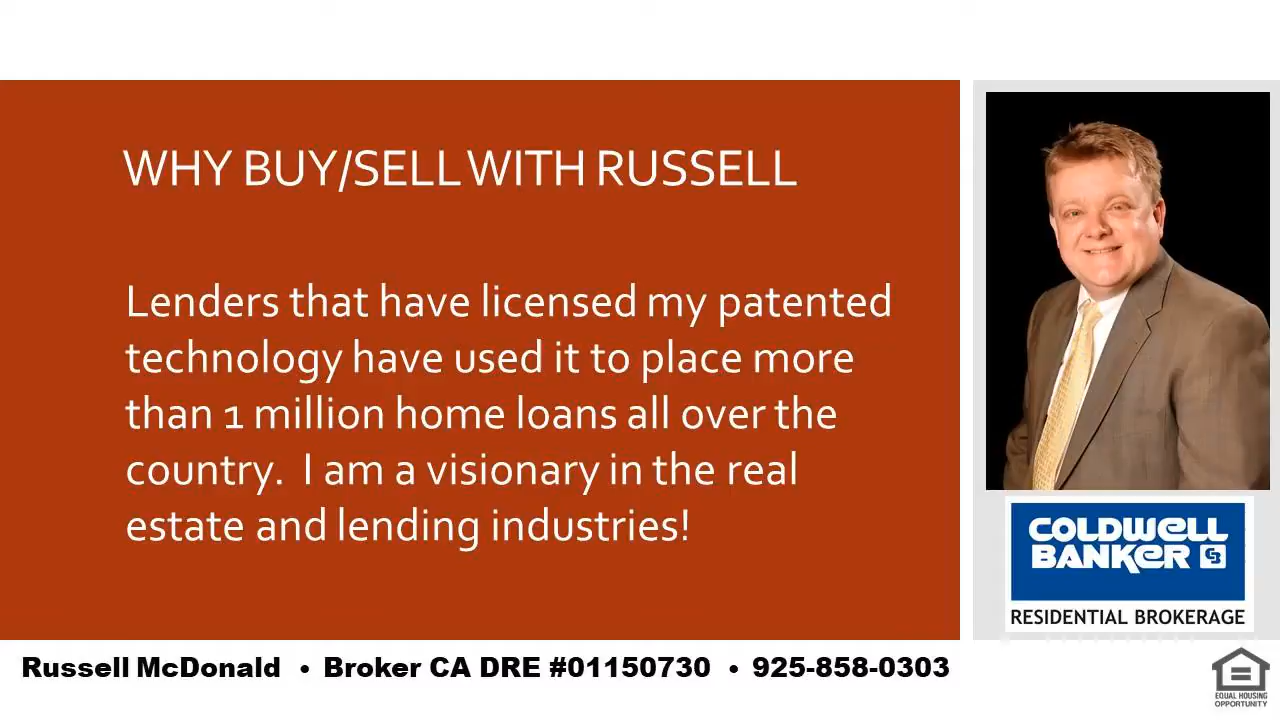 WHY BUY/SELL WITH RUSSELL
Lenders that have licensed my patented
technology have used it to place more
than 1 million home loans all over the
country.  I am a visionary in the real
estate and lending industries!
COLDWELL
BANKER CB
RESIDENTIAL BROKERAGE
Russell McDonald • Broker CA DRE #01150730 • 925-858-0303
EQUAL HOUSING
OPPORTUNITY